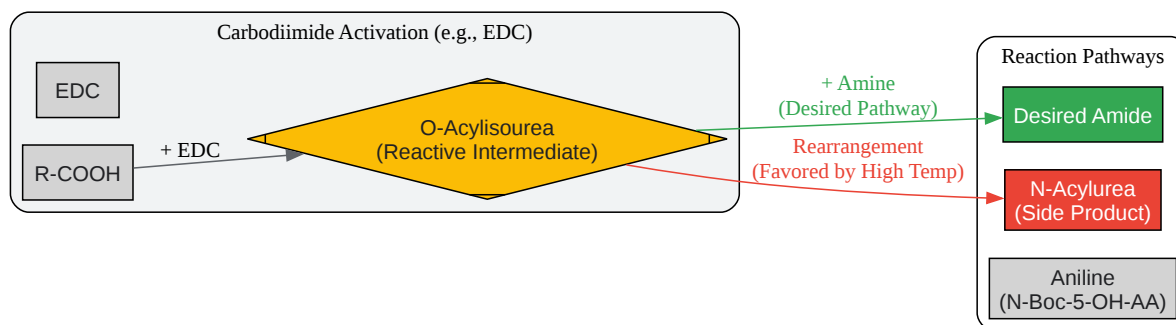 Carbodiimide Activation (e.g., EDC)
EDC
R-COOH
+ EDC
O-Acylisourea
(Reactive Intermediate)
+ Amine
(Desired Pathway)
Rearrangement
(Favored by High Temp)
Reaction Pathways
Desired Amide
N-Acylurea
(Side Product)
Aniline
(N-Boc-5-OH-AA)